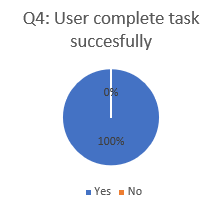 Q4: User complete task
succesfully
0%
100%
Yes No